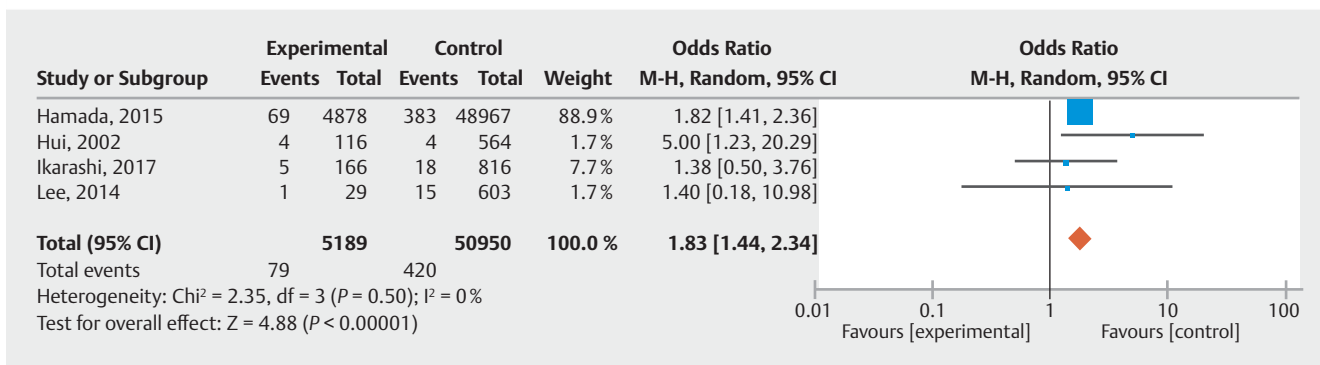 Experimental Control Odds Ratio Odds Ratio
Study or Subgroup Events Total Events Total Weight M-H, Random, 95% CI M-H, Random, 95% CI
Hamada, 2015 69 4878 383 48967 88.9% 1.82 [1.41, 2.36]
Hui, 2002 4 116 4 564 1.7% 5.00 [1.23, 20.29]
Ikarashi, 2017 5 166 18 816 7.7% 1.38 [0.50, 3.76]
Lee, 2014 1 29 15 603 1.7% 1.40 [0.18, 10.98]
Total (95% CI) 5189 50950 100.0 % 1.83 [1.44, 2.34]
Total events 79 420
Heterogeneity: Chi² = 2.35, df = 3 (P = 0.50); I² = 0 %
Test for overall effect: Z = 4.88 (P < 0.00001)
0.01 0.1 1 10 100
Favours [experimental] Favours [control]